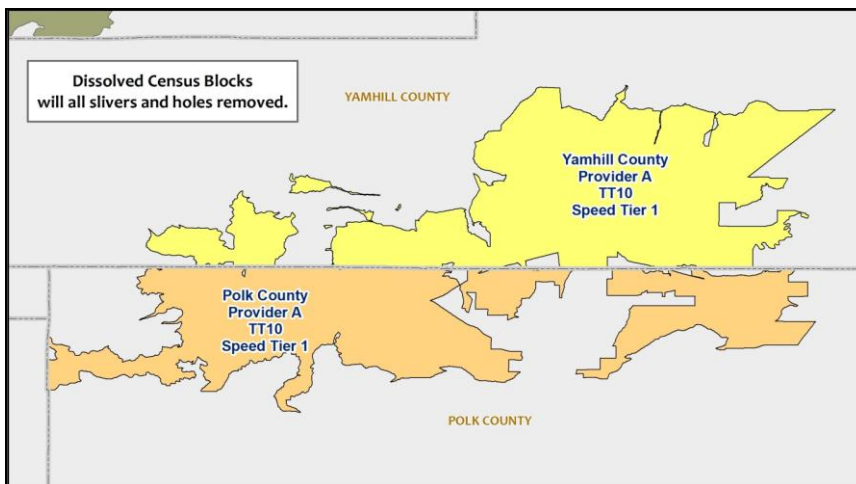 Dissolved Census Blocks
will all slivers and holes removed.
YAMHILL COUNTY
Yamhill County
Provider A
TT10
Speed Tier 1
Polk County
Provider A
TT10
Speed Tier 1
POLK COUNTY